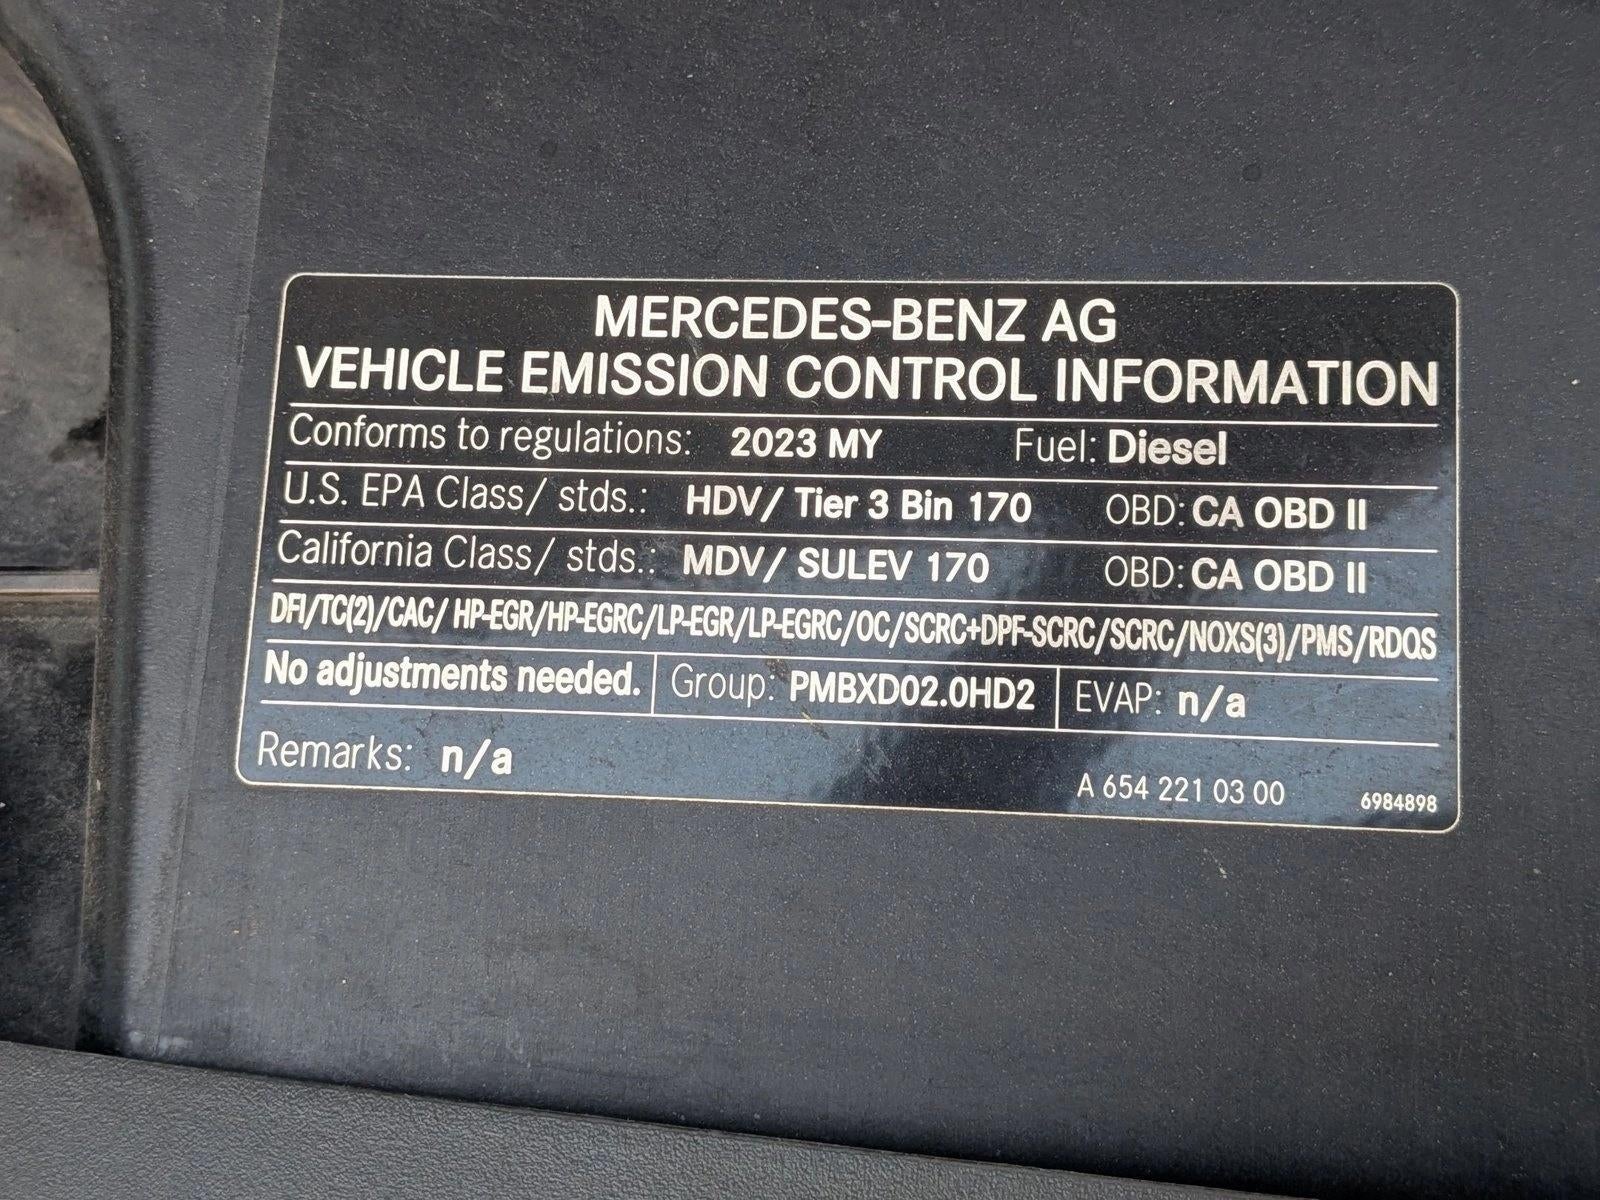 MERCEDES-BENZ AG
VEHICLE EMISSION CONTROL INFORMATION
Conforms to regulations: 2023 MY Fuel: Diesel
U.S. EPA Class/ stds.: HDV/ Tier 3 Bin 170 OBD: CA OBD II
California Class/ stds.: MDV/ SULEV 170 OBD: CA OBD II
DFI/TC(2)/CAC/ HP-EGR/HP-EGRC/LP-EGR/LP-EGRC/OC/SCRC+DPF-SCRC/SCRC/NOXS(3)/PMS/RDQS
No adjustments needed. Group: PMBXD02.0HD2 EVAP: n/a
Remarks: n/a
A 654 221 03 00 6984898